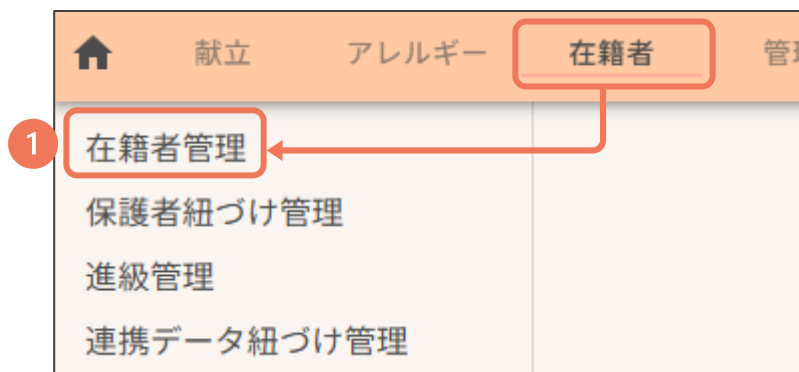 献立 アレルギー 在籍者 管
1 在籍者管理
保護者紐づけ管理
進級管理
連携データ紐づけ管理